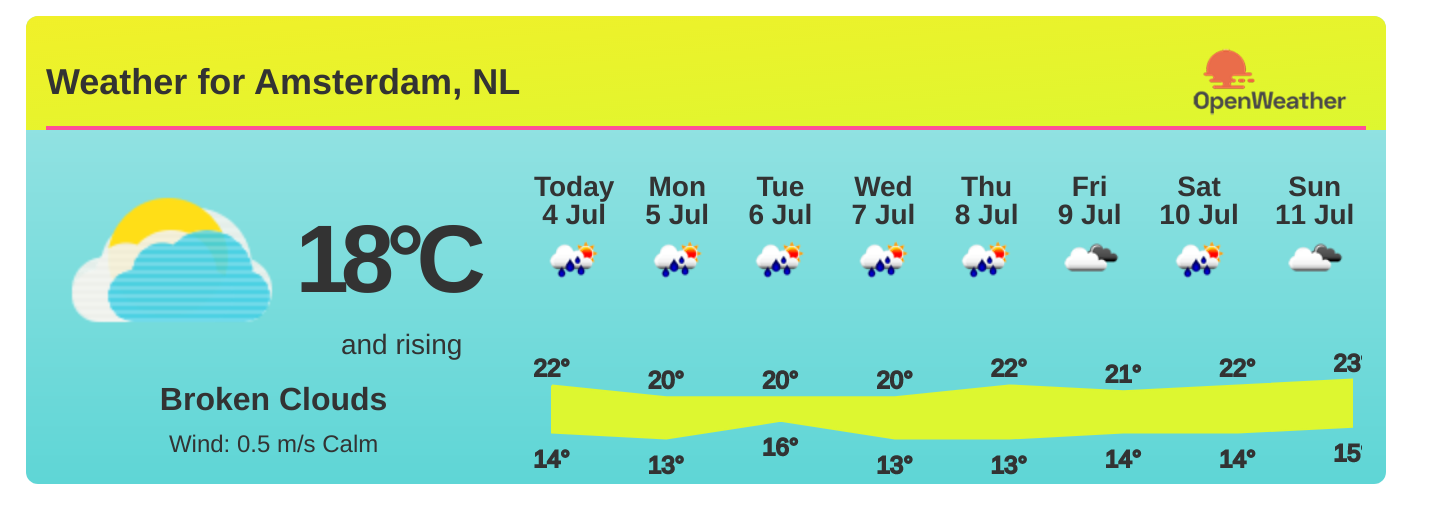 Weather for Amsterdam, NL
OpenWeather
18°C
and rising
Broken Clouds
Wind: 0.5 m/s Calm
Today Mon Tue Wed Thu Fri Sat Sun
4 Jul 5 Jul 6 Jul 7 Jul 8 Jul 9 Jul 10 Jul 11 Jul
22° 20° 20° 20° 22° 21° 22° 23°
14° 13° 16° 13° 13° 14° 14° 15°